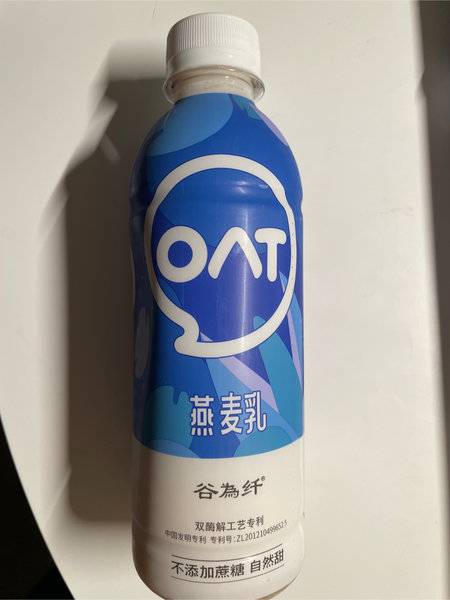 OAT
燕麦乳
谷為纤®
双酶解工艺专利
中国发明专利 专利号:ZL201210499652.5
不添加蔗糖 自然甜